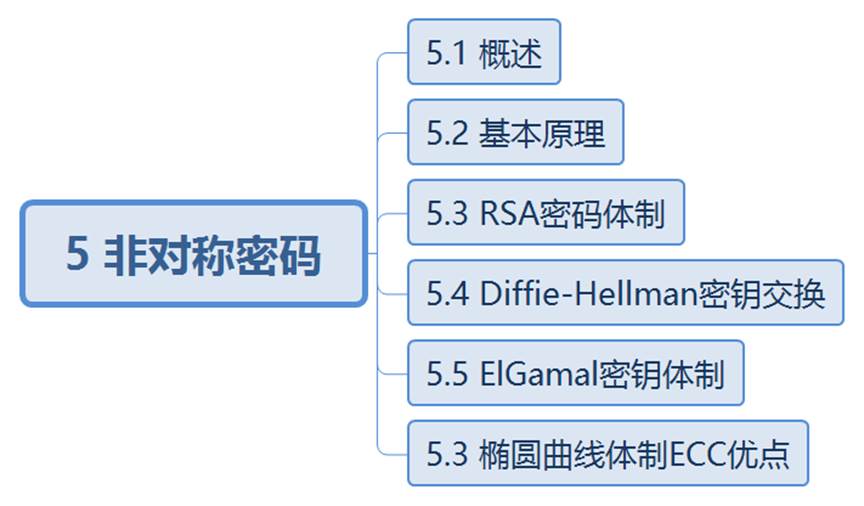 5 非对称密码
5.1 概述
5.2 基本原理
5.3 RSA密码体制
5.4 Diffie-Hellman密钥交换
5.5 ElGamal密钥体制
5.3 椭圆曲线体制ECC优点